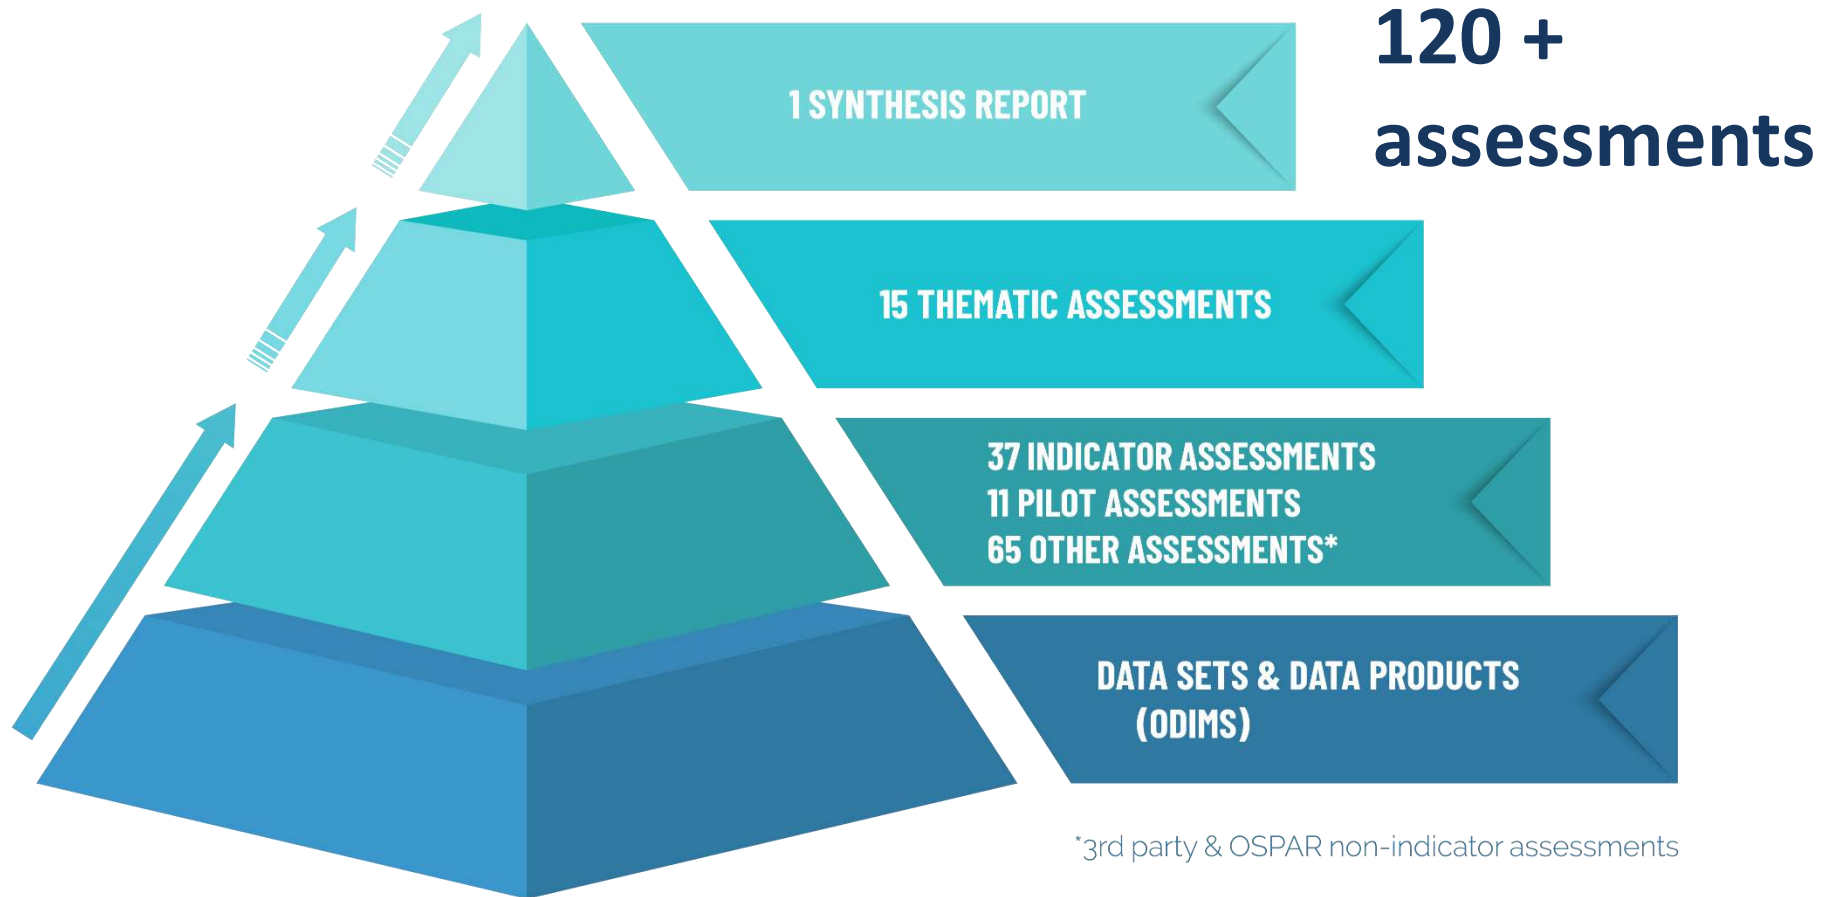 120 +
assessments
1 SYNTHESIS REPORT
15 THEMATIC ASSESSMENTS
37 INDICATOR ASSESSMENTS
11 PILOT ASSESSMENTS
65 OTHER ASSESSMENTS*
DATA SETS & DATA PRODUCTS
(ODIMS)
*3rd party & OSPAR non-indicator assessments